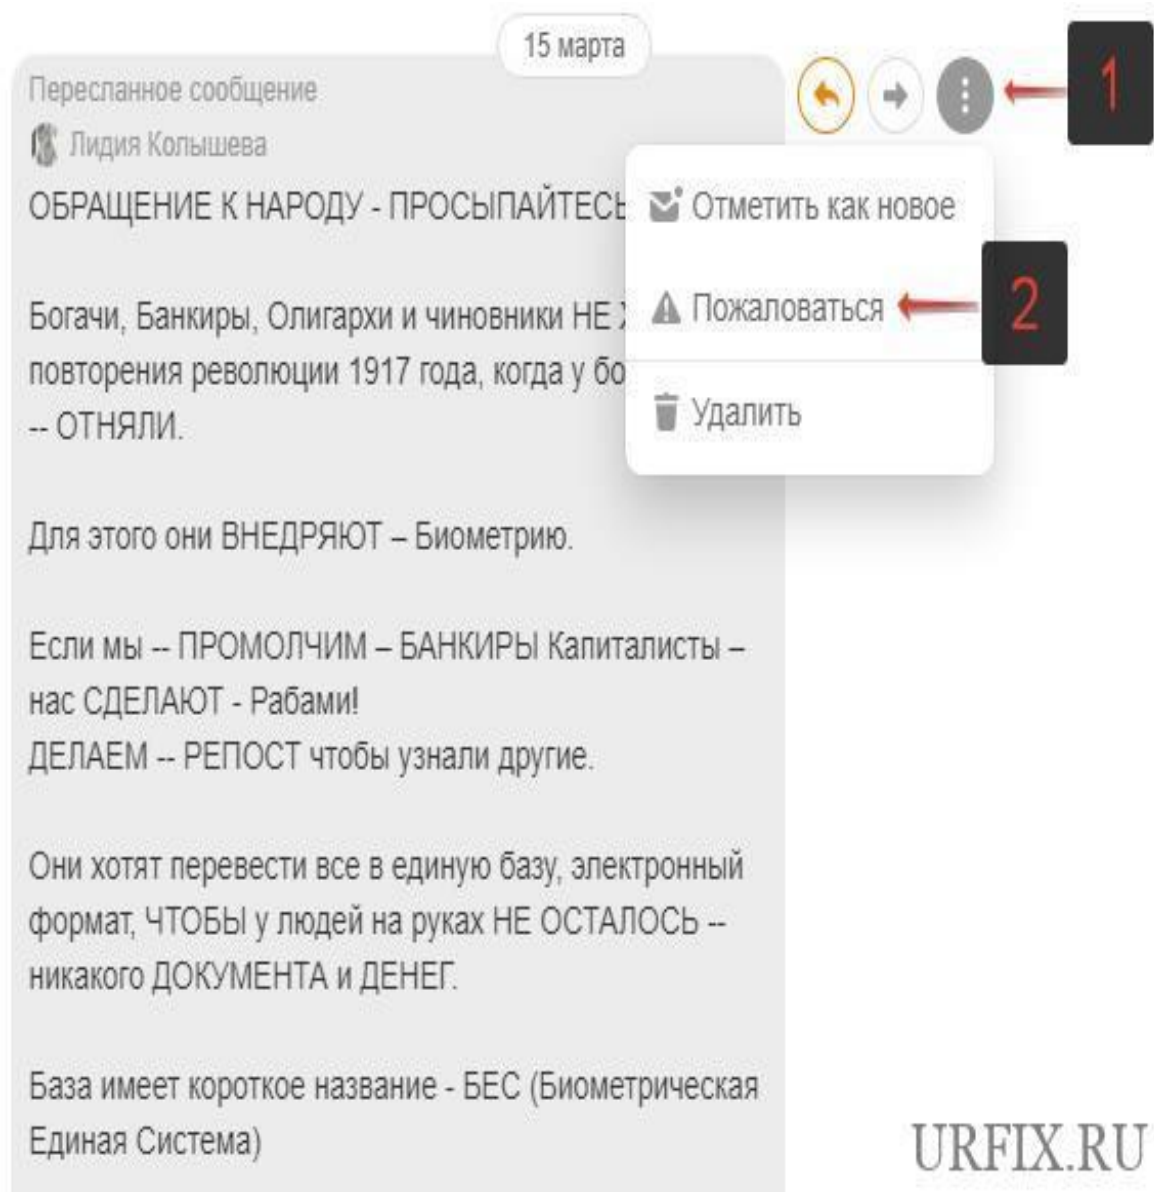 15 марта
Пересланное сообщение
Лидия Колышева
ОБРАЩЕНИЕ К НАРОДУ - ПРОСЫПАЙТЕСЬ
Богачи, Банкиры, Олигархи и чиновники НЕ
повторения революции 1917 года, когда у
-- ОТНЯЛИ.
Для этого они ВНЕДРЯЮТ – Биометрию.
Если мы -- ПРОМОЛЧИМ – БАНКИРЫ Капиталисты –
нас СДЕЛАЮТ - Рабами!
ДЕЛАЕМ -- РЕПОСТ чтобы узнали другие.
Они хотят перевести все в единую базу, электронный
формат, ЧТОБЫ у людей на руках НЕ ОСТАЛОСЬ --
никакого ДОКУМЕНТА и ДЕНЕГ.
База имеет короткое название - БЕС (Биометрическая
Единая Система)
1
Отметить как новое
Пожаловаться
2
Удалить
URFIX.RU